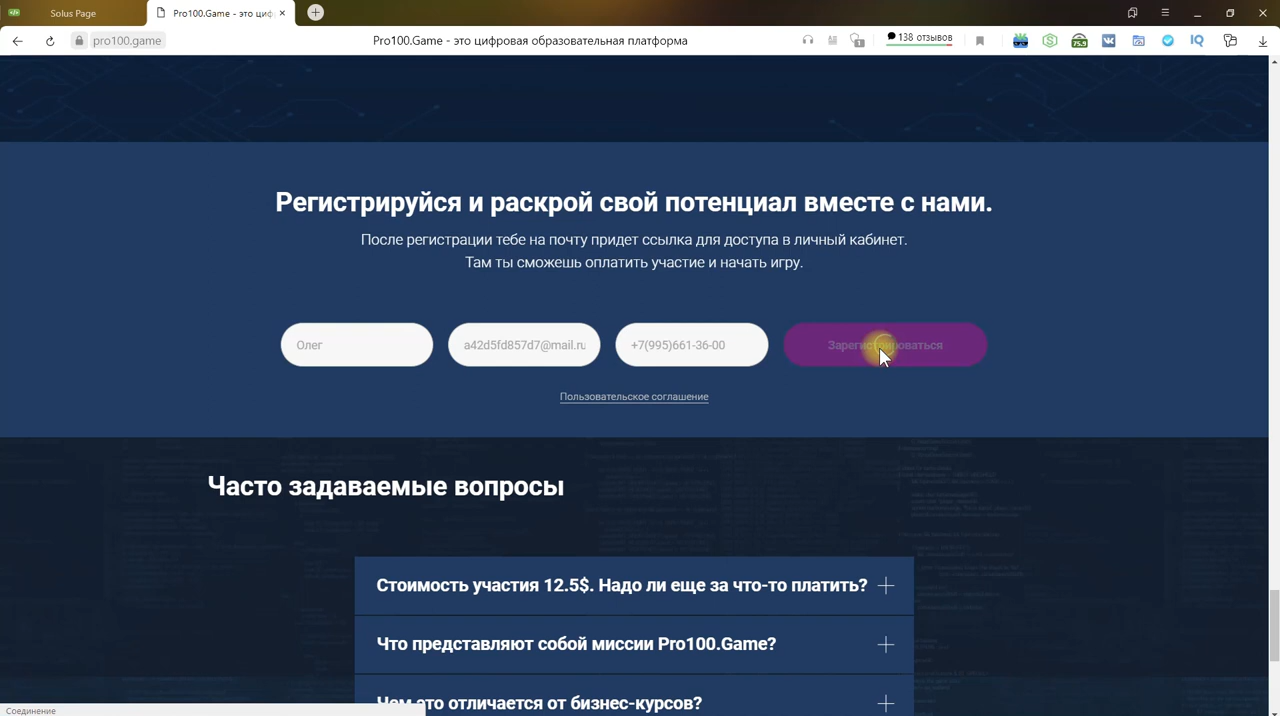 Solus Page
Pro100.Game - это циф
pro100.game
Pro100.Game - это цифровая образовательная платформа
138 отзывов
75.9
IQ
Регистрируйся и раскрой свой потенциал вместе с нами.
После регистрации тебе на почту придет ссылка для доступа в личный кабинет.
Там ты сможешь оплатить участие и начать игру.
Олег
a42d5fd857d7@mail.ru
+7(995)661-36-00
Зарегистрироваться
Пользовательское соглашение
Часто задаваемые вопросы
Стоимость участия 12.5$. Надо ли еще за что-то платить?
Что представляют собой миссии Pro100.Game?
Чем это отличается от бизнес-курсов?
Соединение